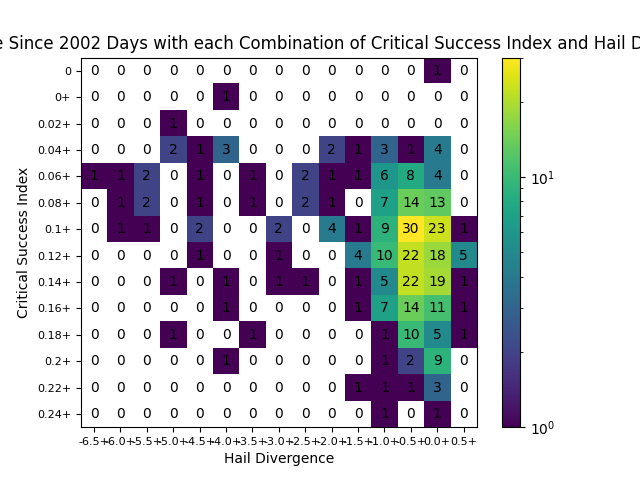 e Since 2002 Days with each Combination of Critical Success Index and Hail D
0 0 0 0 0 0 0 0 0 0 0 0 0 0 1 0
0+ 0 0 0 0 0 1 0 0 0 0 0 0 0 0 0
0.02+ 0 0 0 1 0 0 0 0 0 0 0 0 0 0 0
0.04+ 0 0 0 2 1 3 0 0 0 2 1 3 1 4 0
0.06+ 1 1 2 0 1 0 1 0 2 1 1 6 8 4 0
0.08+ 0 1 2 0 1 0 1 0 2 1 0 7 14 13 0
0.1+ 0 1 1 0 2 0 0 2 0 4 1 9 30 23 1
0.12+ 0 0 0 0 1 0 0 1 0 0 4 10 22 18 5
0.14+ 0 0 0 1 0 1 0 1 1 0 1 5 22 19 1
0.16+ 0 0 0 0 0 1 0 0 0 0 1 7 14 11 1
0.18+ 0 0 0 1 0 0 1 0 0 0 0 1 10 5 1
0.2+ 0 0 0 0 0 1 0 0 0 0 0 1 2 9 0
0.22+ 0 0 0 0 0 0 0 0 0 0 1 1 1 3 0
0.24+ 0 0 0 0 0 0 0 0 0 0 0 1 0 1 0
-6.5+ -6.0+ -5.5+ -5.0+ -4.5+ -4.0+ -3.5+ -3.0+ -2.5+ -2.0+ -1.5+ -1.0+ -0.5+ 0.0+ 0.5+
Hail Divergence
Critical Success Index
10¹
10⁰